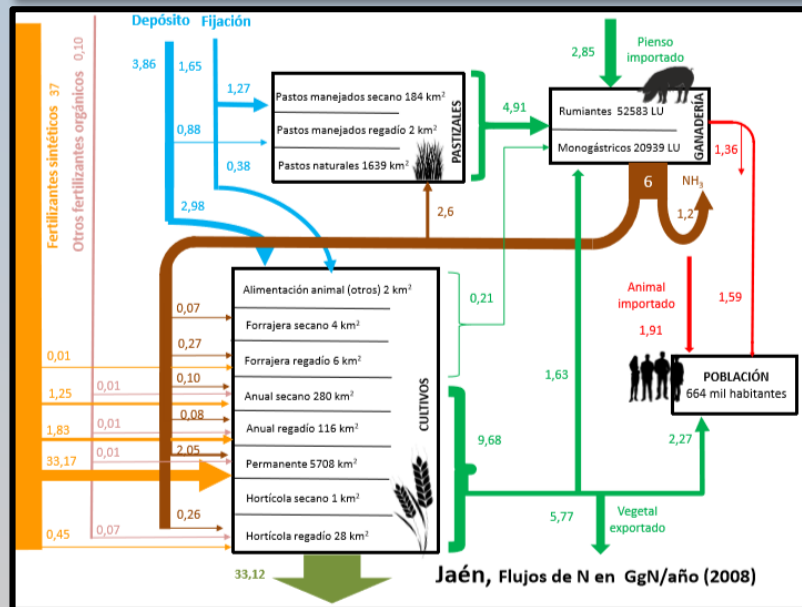 Depósito
Fijación
3,86
1,65
Fertilizantes sintéticos 37
Otros fertilizantes orgánicos 0,10
1,27
0,88
0,38
2,98
Pastos manejados secano 184 km²
Pastos manejados regadío 2 km²
Pastos naturales 1639 km²
PASTIZALES
4,91
2,85
Pienso
importado
Rumiantes 52583 LU
Monogástricos 20939 LU
GANADERÍA
1,36
6
NH₃
1,2
2,6
0,07
0,27
0,10
0,08
2,05
0,26
0,01
1,25
1,83
33,17
0,45
0,01
0,01
0,01
0,07
Alimentación animal (otros) 2 km²
Forrajera secano 4 km²
Forrajera regadío 6 km²
Anual secano 280 km²
Anual regadío 116 km²
Permanente 5708 km²
Hortícola secano 1 km²
Hortícola regadío 28 km²
CULTIVOS
0,21
9,68
1,63
Animal
importado
1,91
1,59
POBLACIÓN
664 mil habitantes
2,27
5,77
Vegetal
exportado
33,12
Jaén, Flujos de N en GgN/año (2008)